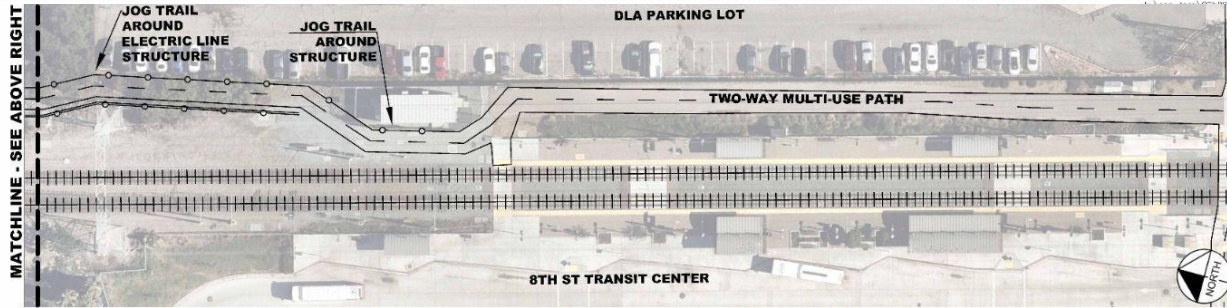 MATCHLINE - SEE ABOVE RIGHT
JOG TRAIL
AROUND
ELECTRIC LINE
STRUCTURE
JOG TRAIL
AROUND
STRUCTURE
DLA PARKING LOT
TWO-WAY MULTI-USE PATH
8TH ST TRANSIT CENTER
NORTH